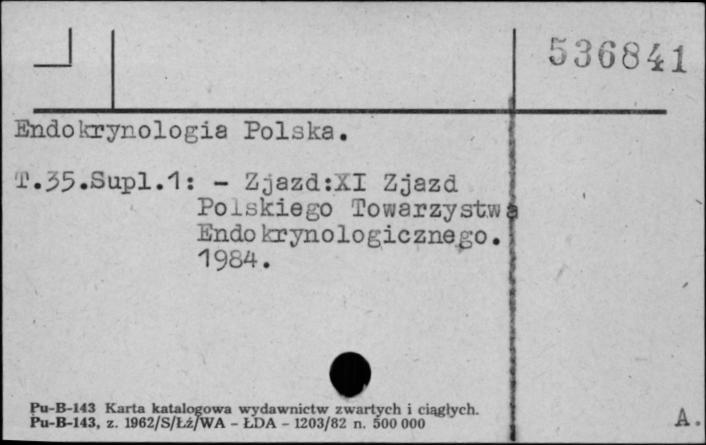 536841
Endokrynologia Polska.
T.35.Supl.1: - Zjazd:XI Zjazd
Polskiego Towarzystwa
Endokrynologicznego.
1984.
Pu-B-143 Karta katalogowa wydawnictw zwartych i ciągłych.
Pu-B-143, z. 1962/S/Łź/WA - ŁDA - 1203/82 n. 500 000
A.